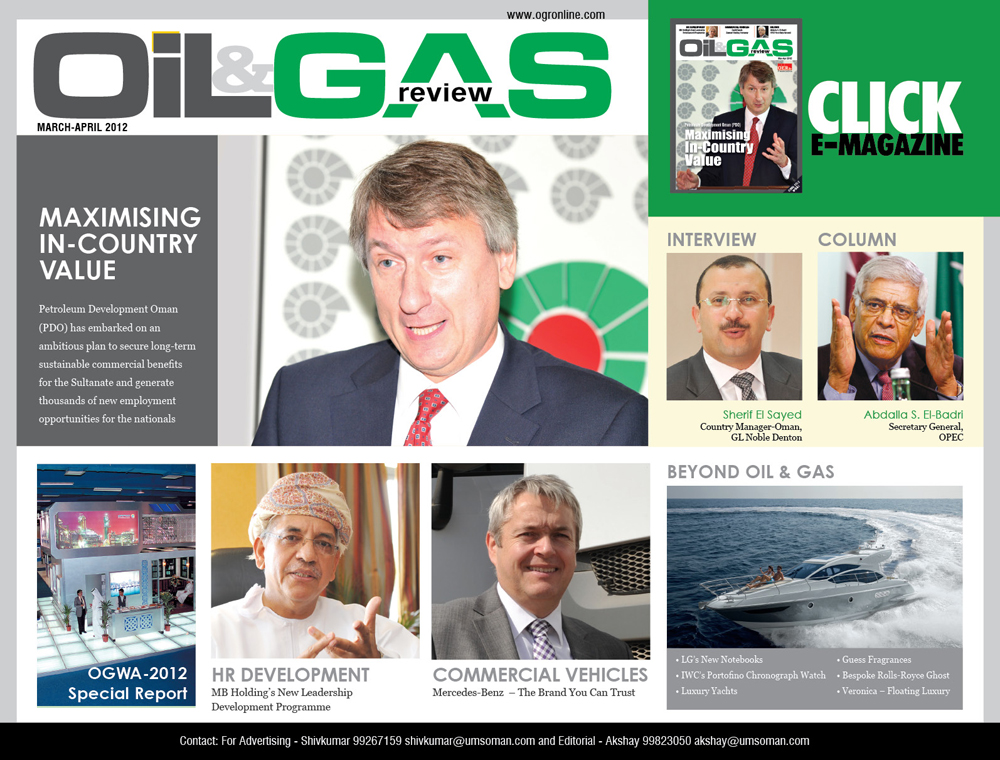 www.ogronline.com
OiL&GAS
review
MARCH-APRIL 2012
OiL&GAS
review
Maximising
In-Country
Value
CLICK
E-MAGAZINE
MAXIMISING
IN-COUNTRY
VALUE
Petroleum Development Oman
(PDO) has embarked on an
ambitious plan to secure long-term
sustainable commercial benefits
for the Sultanate and generate
thousands of new employment
opportunities for the nationals
INTERVIEW
Sherif El Sayed
Country Manager-Oman,
GL Noble Denton
COLUMN
Abdalla S. El-Badri
Secretary General,
OPEC
OGWA-2012
Special Report
HR DEVELOPMENT
MB Holding's New Leadership
Development Programme
COMMERCIAL VEHICLES
Mercedes-Benz – The Brand You Can Trust
BEYOND OIL & GAS
• LG's New Notebooks
• IWC's Portofino Chronograph Watch
• Luxury Yachts
• Guess Fragrances
• Bespoke Rolls-Royce Ghost
• Veronica – Floating Luxury
Contact: For Advertising - Shivkumar 99267159 shivkumar@umsoman.com and Editorial - Akshay 99823050 akshay@umsoman.com